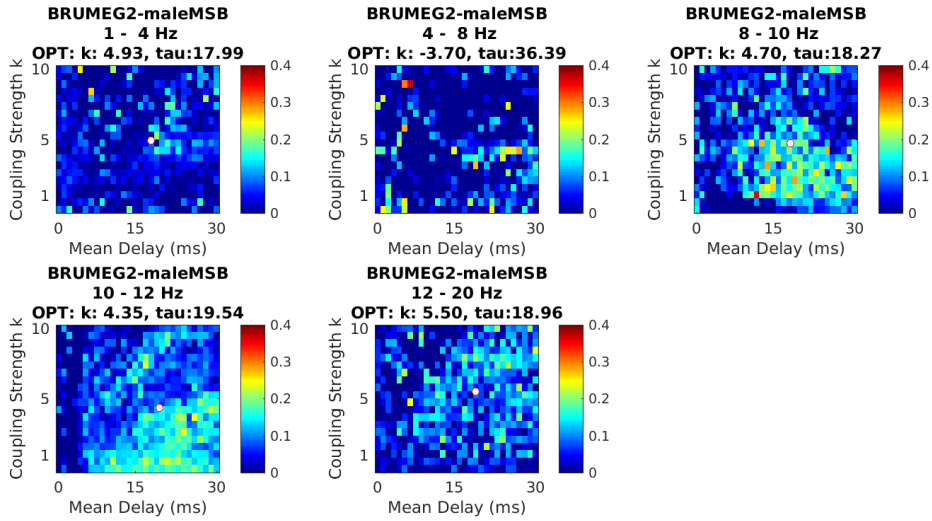 BRUMEG2-maleMSB
1 - 4 Hz
OPT: k: 4.93, tau:17.99
Coupling Strength k
10
5
1
0
15
30
Mean Delay (ms)
0.4
0.3
0.2
0.1
0
BRUMEG2-maleMSB
4 - 8 Hz
OPT: k: -3.70, tau:36.39
Coupling Strength k
10
5
1
0
15
30
Mean Delay (ms)
0.4
0.3
0.2
0.1
0
BRUMEG2-maleMSB
8 - 10 Hz
OPT: k: 4.70, tau:18.27
Coupling Strength k
10
5
1
0
15
30
Mean Delay (ms)
0.4
0.3
0.2
0.1
0
BRUMEG2-maleMSB
10 - 12 Hz
OPT: k: 4.35, tau:19.54
Coupling Strength k
10
5
1
0
15
30
Mean Delay (ms)
0.4
0.3
0.2
0.1
0
BRUMEG2-maleMSB
12 - 20 Hz
OPT: k: 5.50, tau:18.96
Coupling Strength k
10
5
1
0
15
30
Mean Delay (ms)
0.4
0.3
0.2
0.1
0